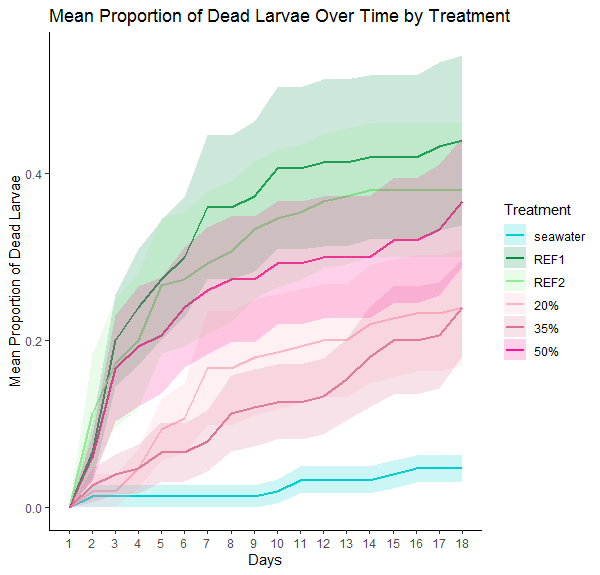 Mean Proportion of Dead Larvae Over Time by Treatment
Mean Proportion of Dead Larvae
0.4
0.2
0.0
1 2 3 4 5 6 7 8 9 10 11 12 13 14 15 16 17 18
Days
Treatment
seawater
REF1
REF2
20%
35%
50%